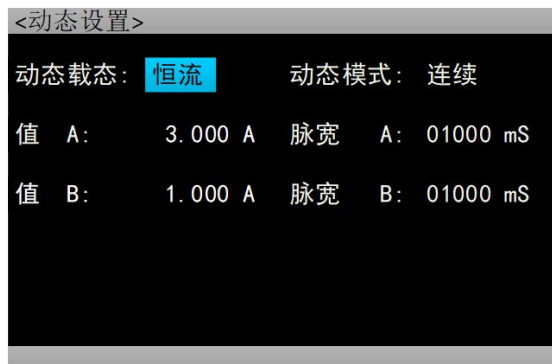 <动态设置>
动态载态: 恒流 动态模式: 连续
值 A: 3.000 A 脉宽 A: 01000 mS
值 B: 1.000 A 脉宽 B: 01000 mS